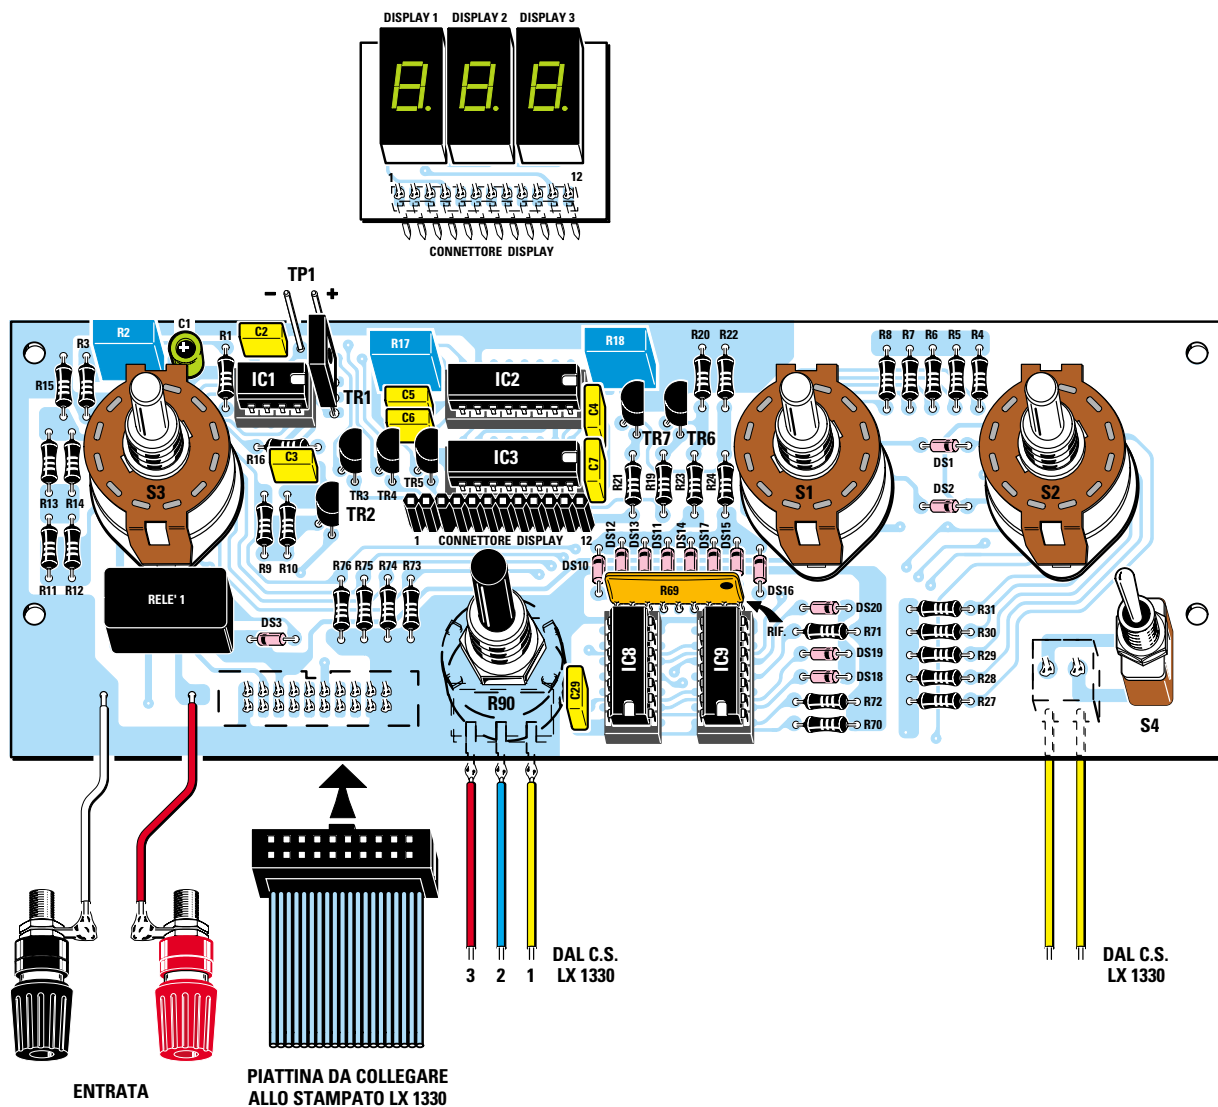 DISPLAY 1 DISPLAY 2 DISPLAY 3
8. 8. 8.
1 12
CONNETTORE DISPLAY
TP1
- +
R2 C1 R1 C2 R17 R18 R20 R22 R8 R7 R6 R5 R4
R3
R15 IC1 TR1 C5 IC2 C4
C6 TR7 TR6
R16 C3 TR3 TR4 TR5 IC3 C7 R21 R19 R23 R24 DS1
R13 R14 S3 TR2 S1 DS2 S2
1 CONNETTORE DISPLAY 12
R9 R10 DS10 DS12 DS13 DS11 DS14 DS17 DS15 DS16
R11 R12 R76 R75 R74 R73
RELE' 1 R69 DS20 R31
RIF.
DS3 R71 R30
IC8 IC9 DS19 R29
DS18 R28
R90 C29 R72 R27
R70 S4
3 2 1
DAL C.S.
LX 1330
DAL C.S.
LX 1330
ENTRATA
PIATTINA DA COLLEGARE
ALLO STAMPATO LX 1330